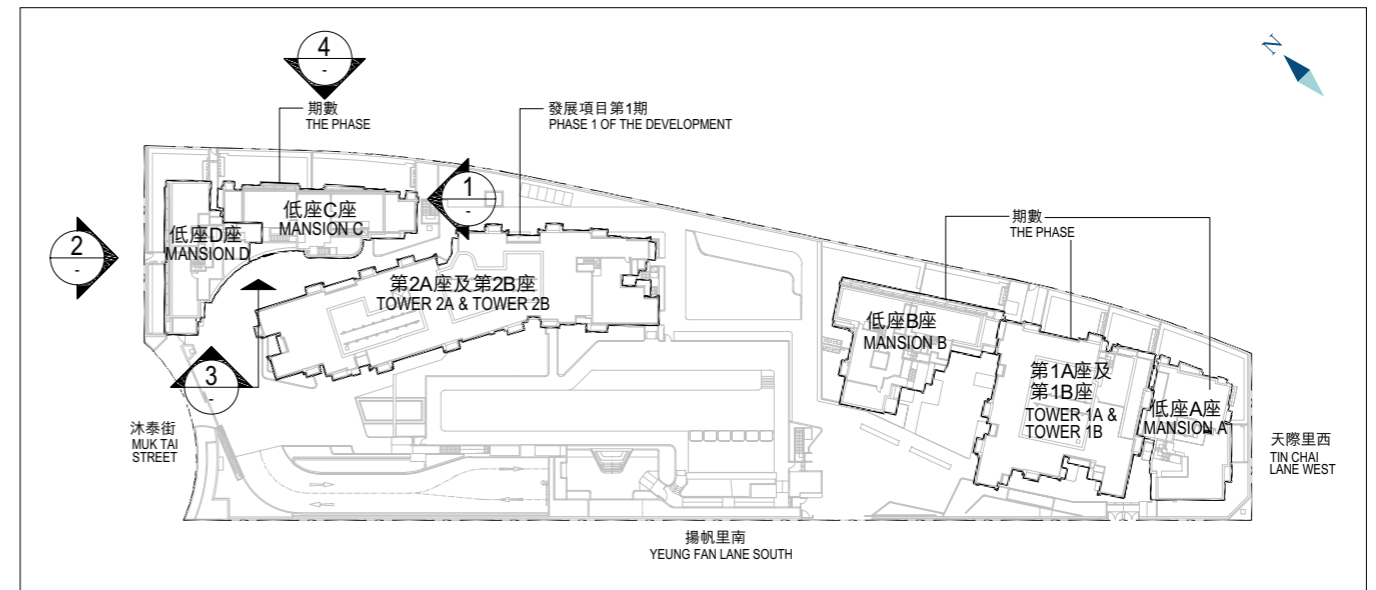 N
4
-
期數
THE PHASE
發展項目第1期
PHASE 1 OF THE DEVELOPMENT
1
-
低座C座
MANSION C
低座D座
MANSION D
2
-
期數
THE PHASE
第2A座及第2B座
TOWER 2A & TOWER 2B
低座B座
MANSION B
3
-
第1A座及
第1B座
TOWER 1A &
TOWER 1B
低座A座
MANSION A
沐泰街
MUK TAI
STREET
天際里西
TIN CHAI
LANE WEST
揚帆里南
YEUNG FAN LANE SOUTH